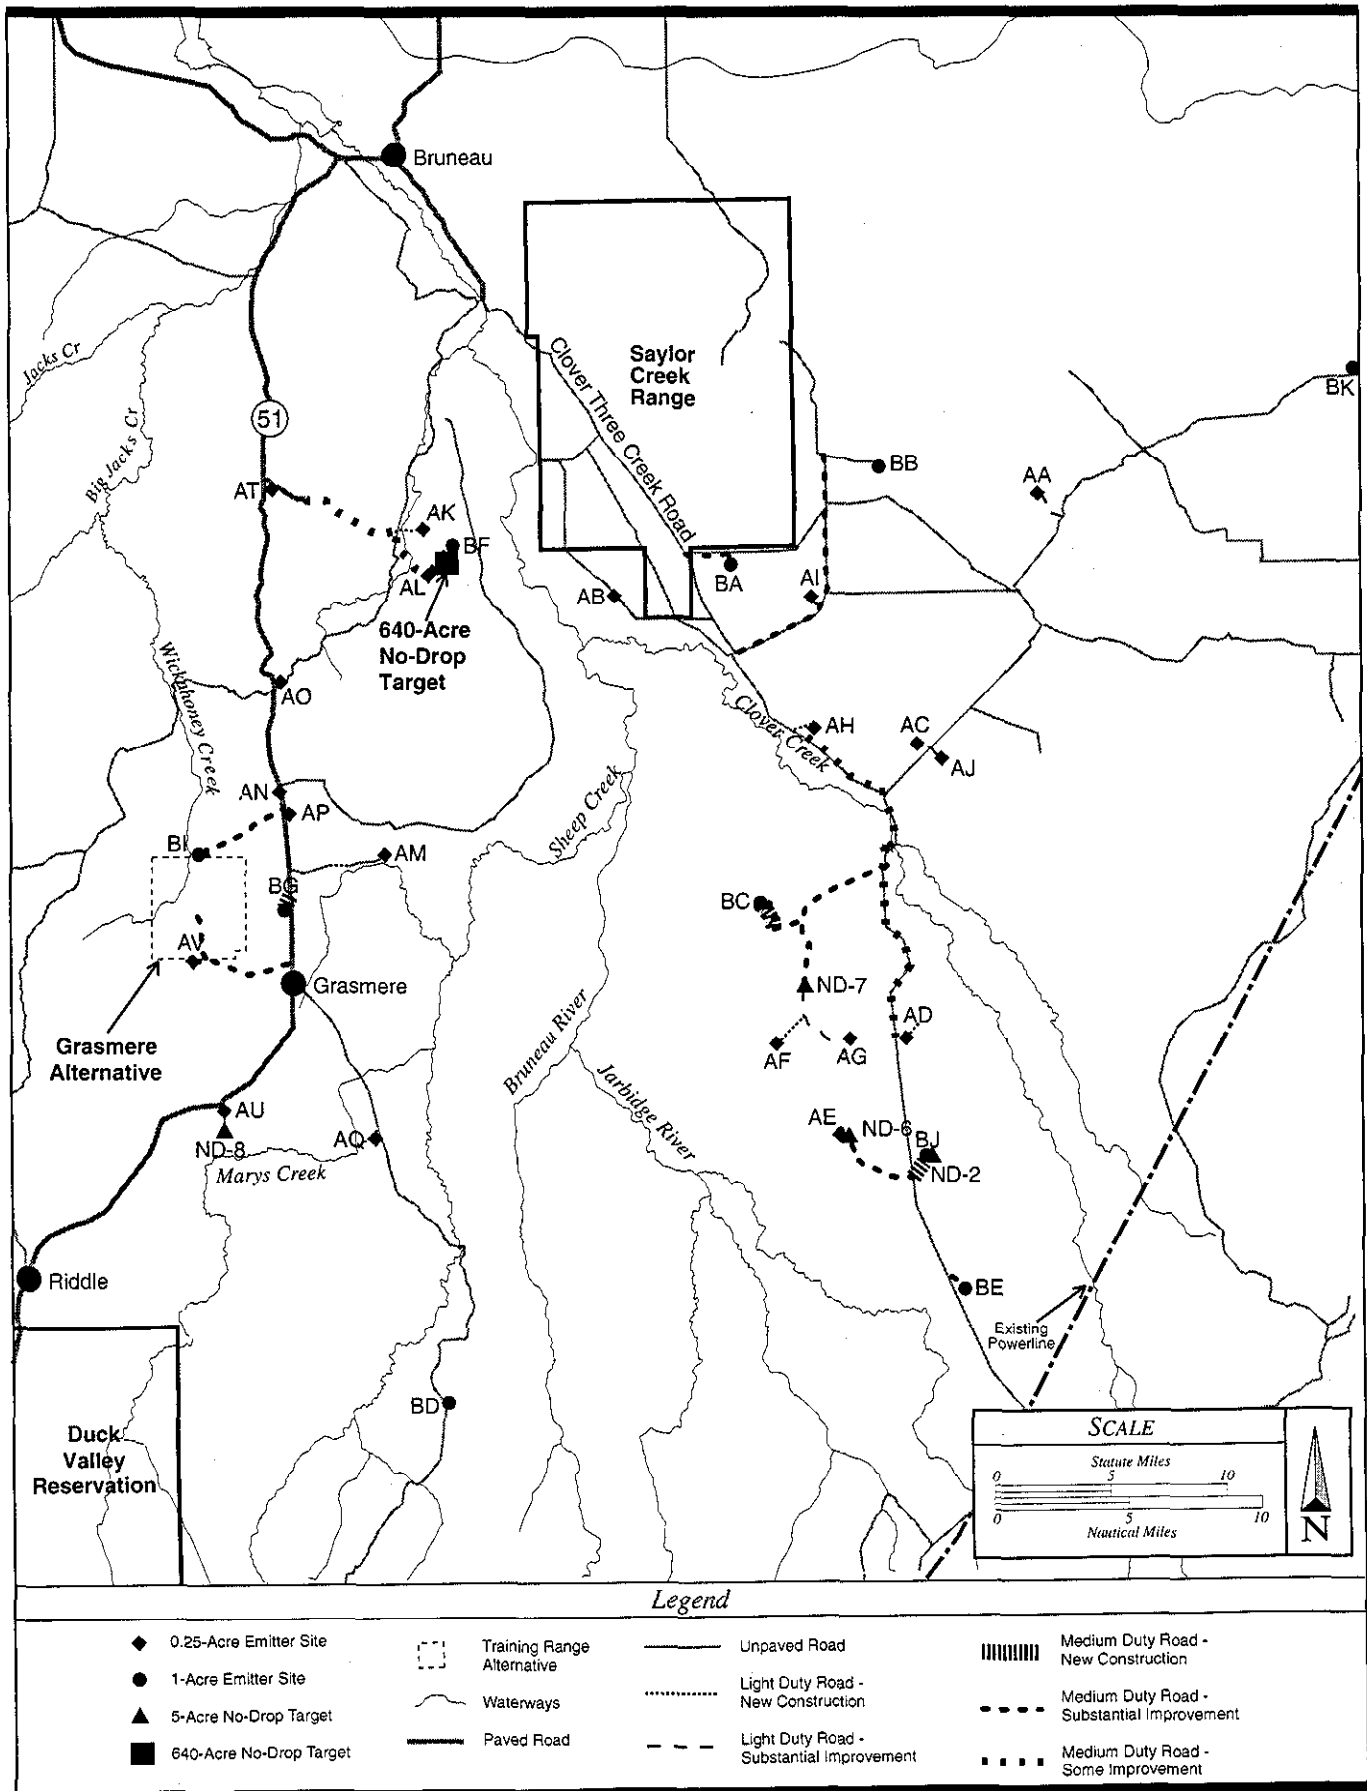 Bruneau
Saylor
Creek
Range
Clover Three Creek Road
Jacks Cr
BK
51
Big Jacks Cr
BB
AA
AT
AK
BF
AL
BA
AI
AB
640-Acre
No-Drop
Target
Wickahoney Creek
AO
Clover Creek
AH
AC
AJ
Sheep Creek
AN
AP
BI
AM
BG
BC
AV
Grasmere
ND-7
Bruneau River
AD
Grasmere
Alternative
AF
AG
Jarbidge River
AU
AE
ND-6
BJ
ND-8
AQ
ND-2
Marys Creek
Riddle
BE
Existing
Powerline
BD
Duck
Valley
Reservation
SCALE
Statute Miles
0 5 10
0 5 10
Nautical Miles
N
Legend
0.25-Acre Emitter Site
1-Acre Emitter Site
5-Acre No-Drop Target
640-Acre No-Drop Target
Training Range
Alternative
Waterways
Paved Road
Unpaved Road
Light Duty Road -
New Construction
Light Duty Road -
Substantial Improvement
Medium Duty Road -
New Construction
Medium Duty Road -
Substantial Improvement
Medium Duty Road -
Some Improvement